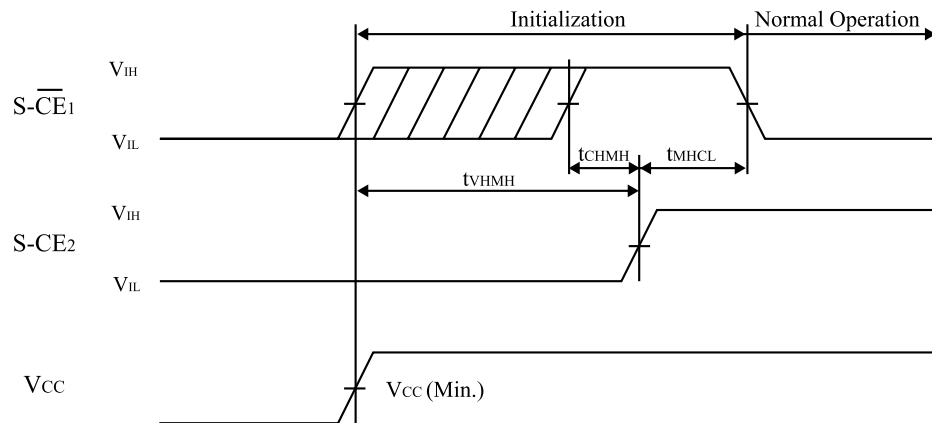 Initialization Normal Operation
VIH
S-CE1
VIL
tCHMH tMHCL
tVHMH
VIH
S-CE2
VIL
VCC
VCC (Min.)